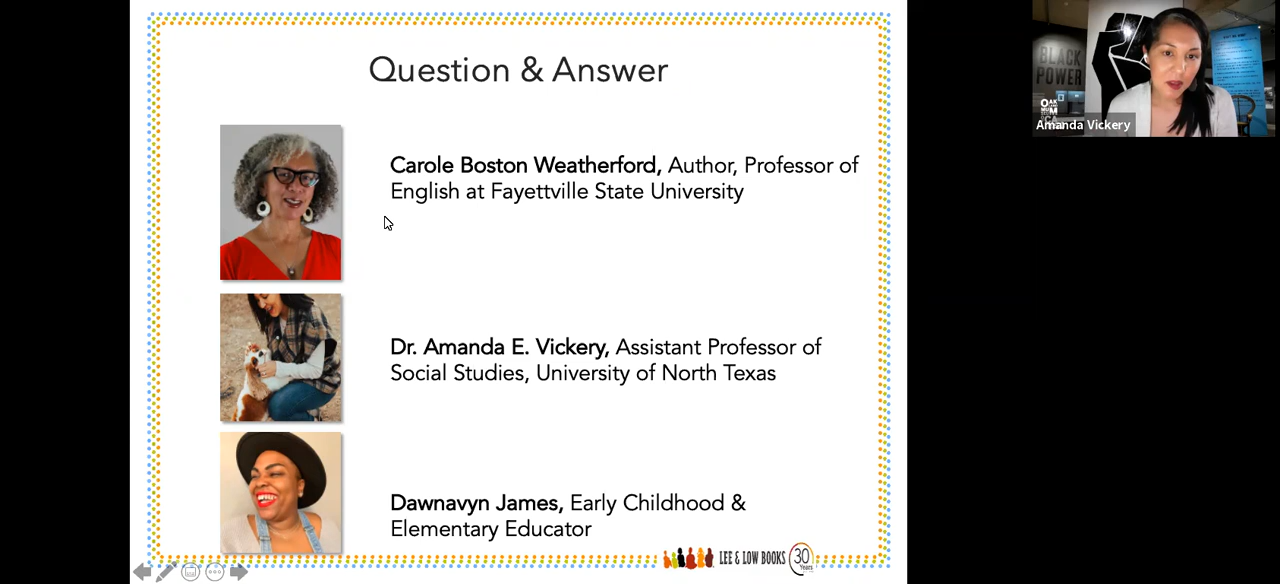 Question & Answer
Carole Boston Weatherford, Author, Professor of
English at Fayettville State University
Dr. Amanda E. Vickery, Assistant Professor of
Social Studies, University of North Texas
Dawnavyn James, Early Childhood &
Elementary Educator
LEE & LOW BOOKS
30
Years
BLACK
POWER
Amanda Vickery